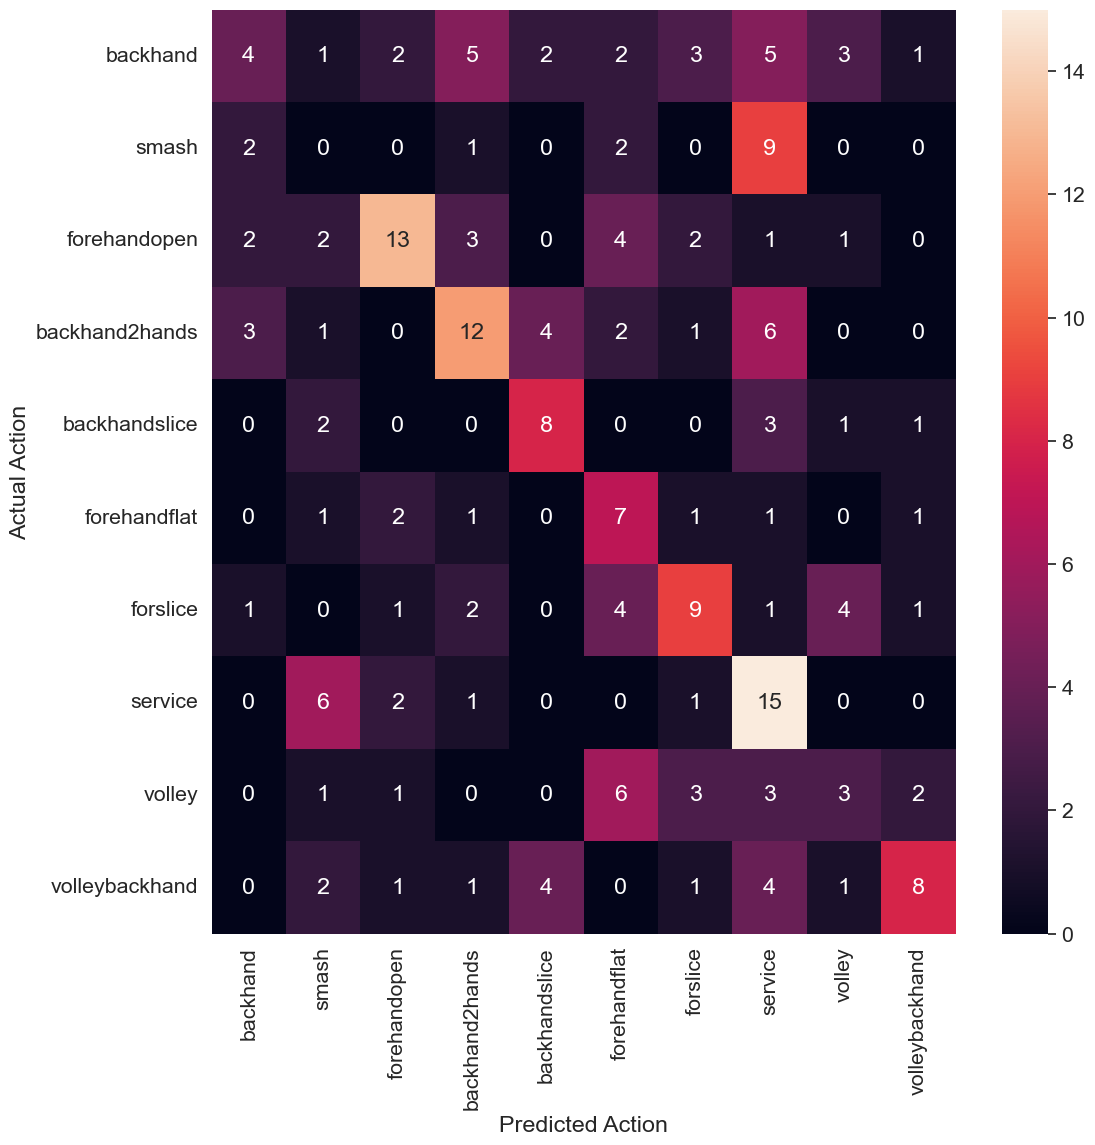 backhand 4 1 2 5 2 2 3 5 3 1
smash 2 0 0 1 0 2 0 9 0 0
forehandopen 2 2 13 3 0 4 2 1 1 0
backhand2hands 3 1 0 12 4 2 1 6 0 0
backhandslice 0 2 0 0 8 0 0 3 1 1
forehandflat 0 1 2 1 0 7 1 1 0 1
forslice 1 0 1 2 0 4 9 1 4 1
service 0 6 2 1 0 0 1 15 0 0
volley 0 1 1 0 0 6 3 3 3 2
volleybackhand 0 2 1 1 4 0 1 4 1 8
Actual Action
backhand
smash
forehandopen
backhand2hands
backhandslice
forehandflat
forslice
service
volley
volleybackhand
Predicted Action
14
12
10
8
6
4
2
0